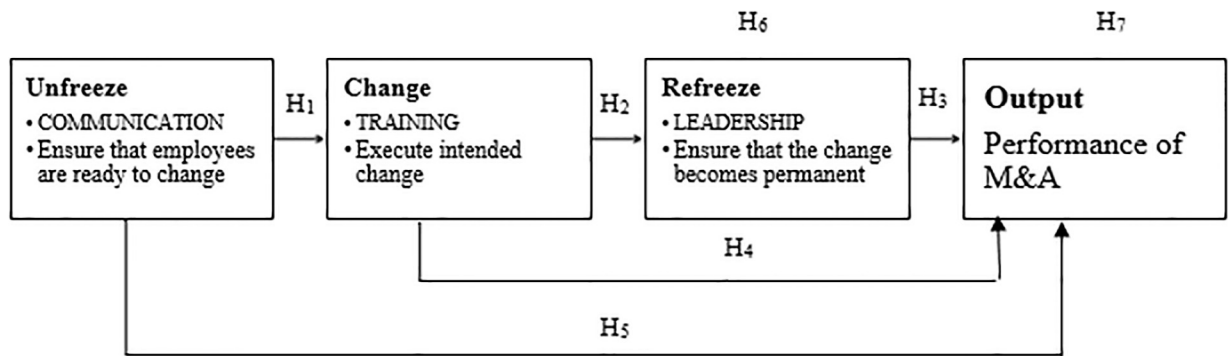 H6
H7
Unfreeze
• COMMUNICATION
• Ensure that employees
are ready to change
H1
Change
• TRAINING
• Execute intended
change
H2
Refreeze
• LEADERSHIP
• Ensure that the change
becomes permanent
H3
Output
Performance of
M&A
H4
H5